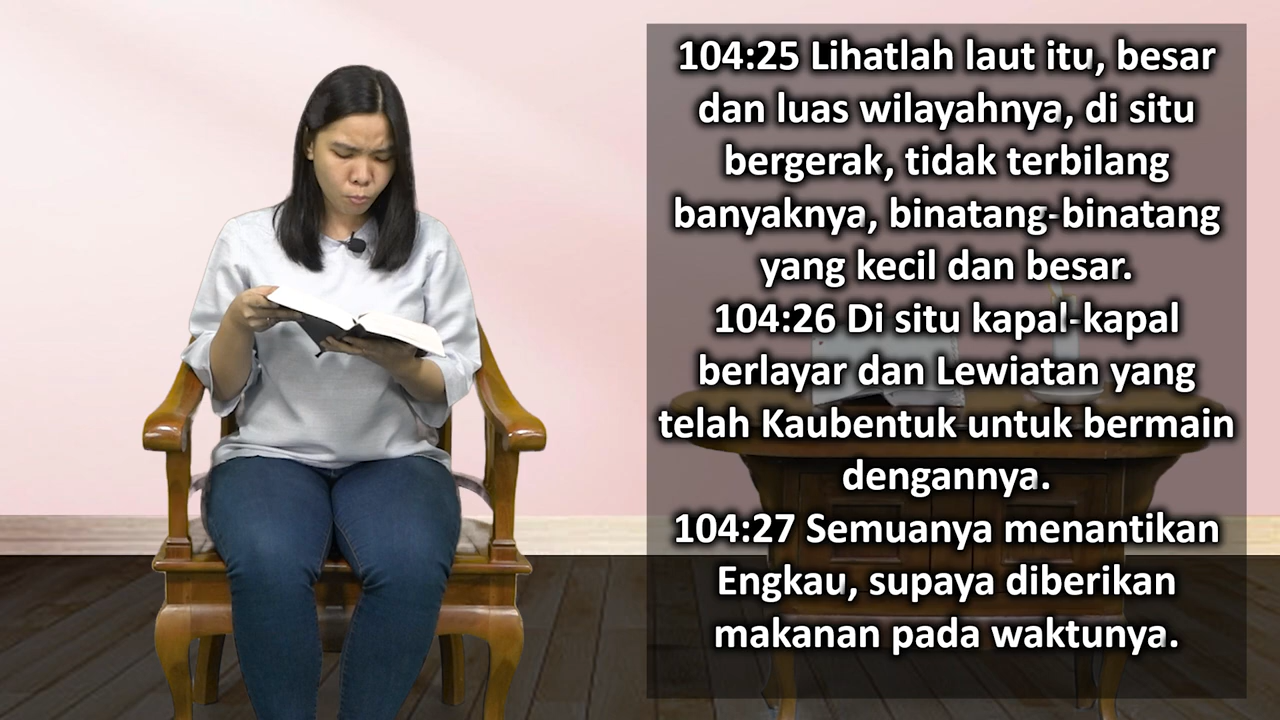 104:25 Lihatlah laut itu, besar
dan luas wilayahnya, di situ
bergerak, tidak terbilang
banyaknya, binatang-binatang
yang kecil dan besar.
104:26 Di situ kapal-kapal
berlayar dan Lewiatan yang
telah Kaubentuk untuk bermain
dengannya.
104:27 Semuanya menantikan
Engkau, supaya diberikan
makanan pada waktunya.